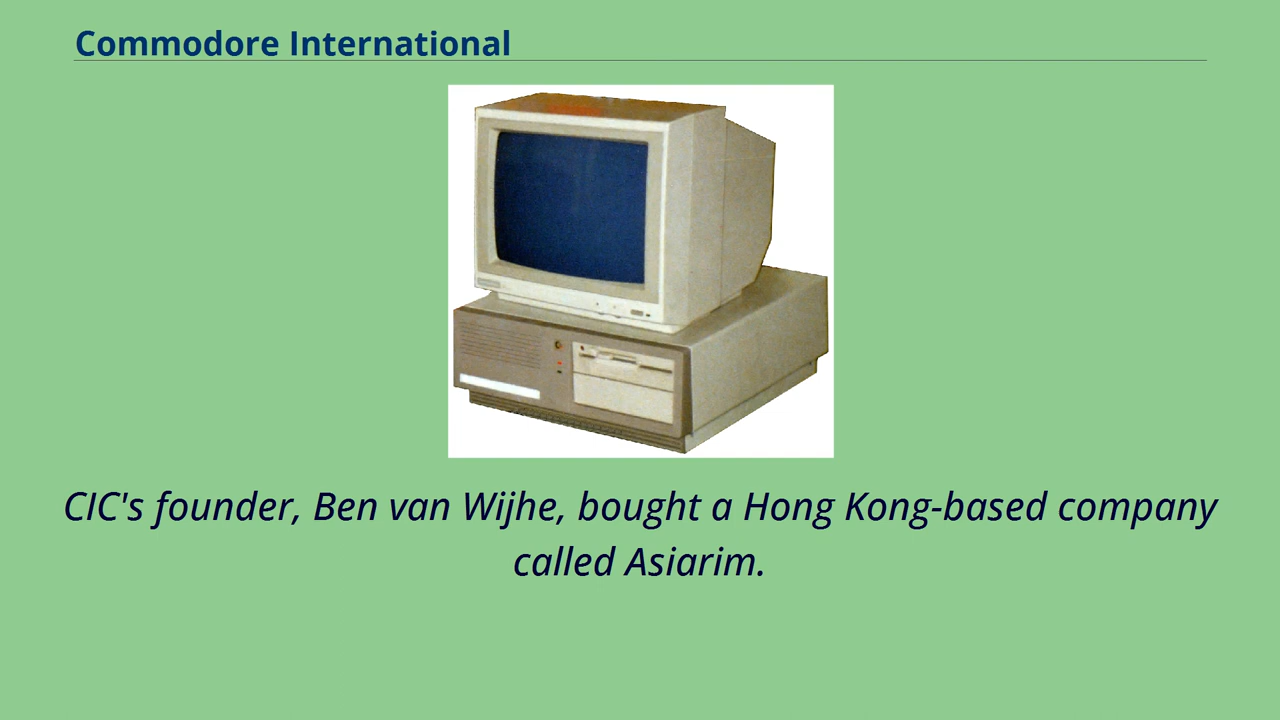 Commodore International
CIC's founder, Ben van Wijhe, bought a Hong Kong-based company
called Asiarim.